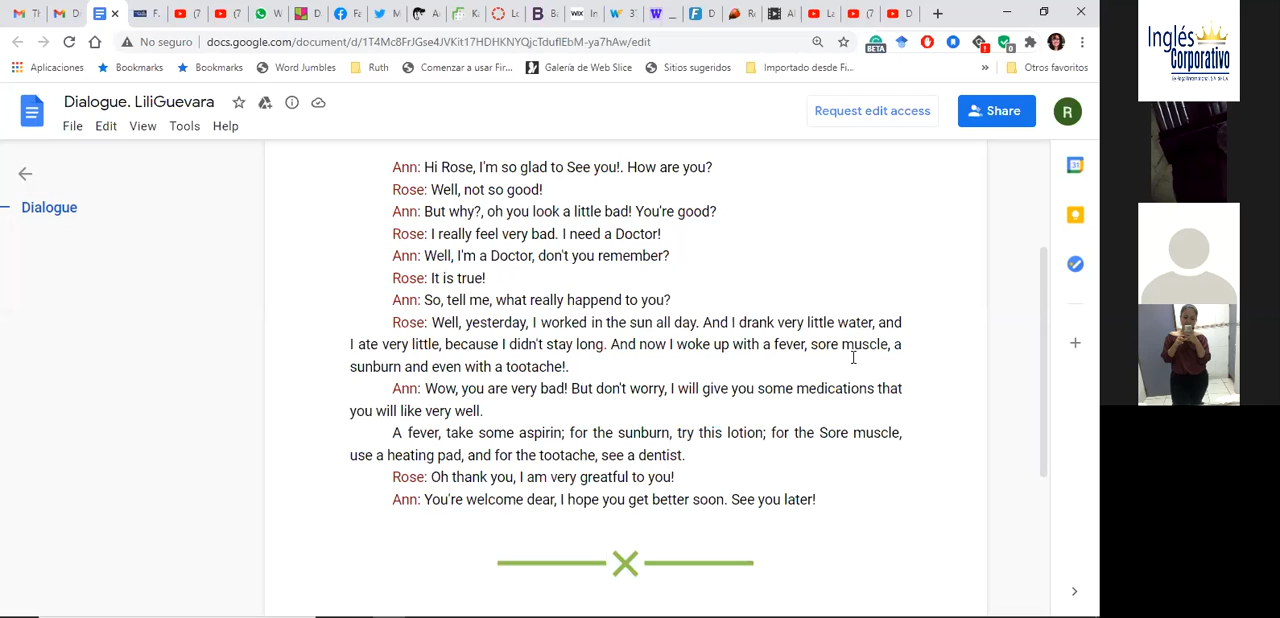 No seguro
docs.google.com/document/d/1T4Mc8FrJGse4JVKit17HDHKNYQjcTduflEbM-ya7hAw/edit
BETA
Aplicaciones
Bookmarks
Bookmarks
Word Jumbles
Ruth
Comenzar a usar Fir...
Galería de Web Slice
Sitios sugeridos
Importado desde Fi...
»
Otros favoritos
Dialogue. LiliGuevara
Request edit access
Share
R
File Edit View Tools Help
Dialogue
Ann: Hi Rose, I'm so glad to See you!. How are you?
Rose: Well, not so good!
Ann: But why?, oh you look a little bad! You're good?
Rose: I really feel very bad. I need a Doctor!
Ann: Well, I'm a Doctor, don't you remember?
Rose: It is true!
Ann: So, tell me, what really happend to you?
Rose: Well, yesterday, I worked in the sun all day. And I drank very little water, and
I ate very little, because I didn't stay long. And now I woke up with a fever, sore muscle, a
sunburn and even with a tootache!.
Ann: Wow, you are very bad! But don't worry, I will give you some medications that
you will like very well.
A fever, take some aspirin; for the sunburn, try this lotion; for the Sore muscle,
use a heating pad, and for the tootache, see a dentist.
Rose: Oh thank you, I am very greatful to you!
Ann: You're welcome dear, I hope you get better soon. See you later!
Inglés
Corporativo